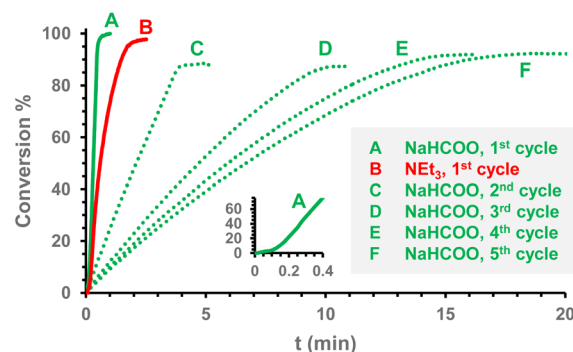 A
B
C
D
E
F
Conversion %
100
80
60
40
20
0
0
5
10
15
20
t (min)
A
60
40
20
0
0
0.2
0.4
A NaHCOO, 1st cycle
B NEt₃, 1st cycle
C NaHCOO, 2nd cycle
D NaHCOO, 3rd cycle
E NaHCOO, 4th cycle
F NaHCOO, 5th cycle